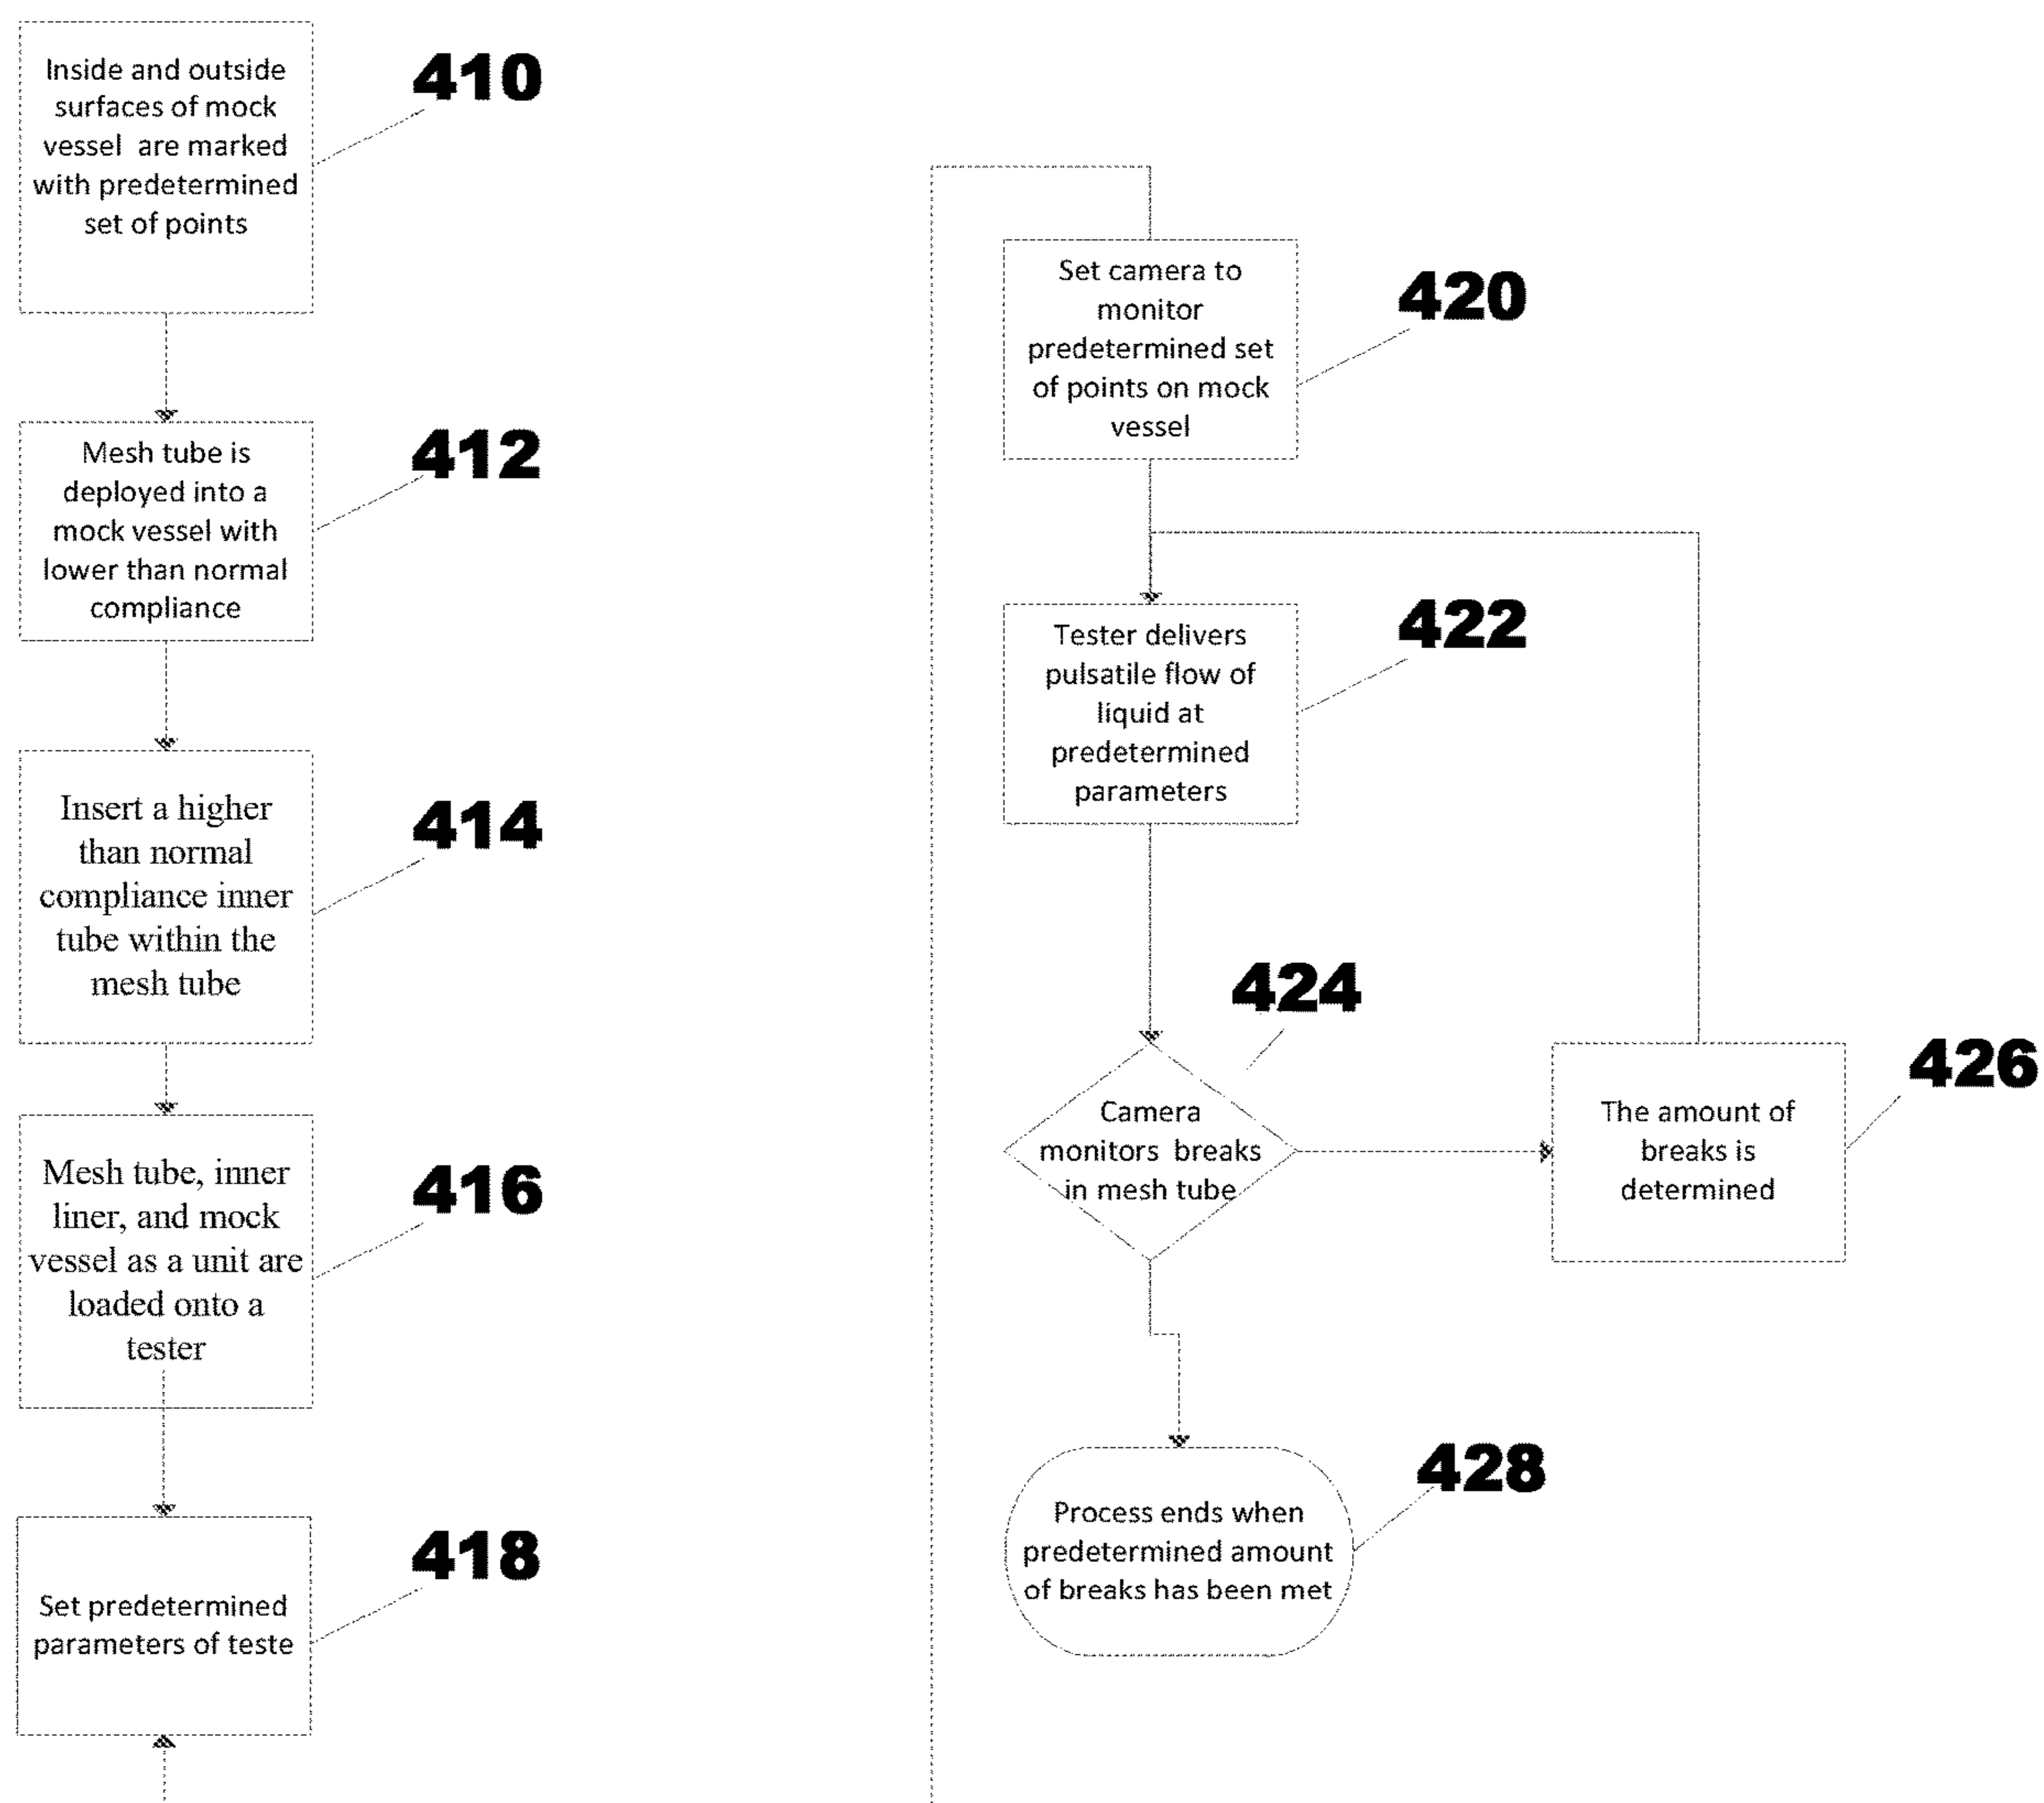 Inside and outside
surfaces of mock
vessel are marked
with predetermined
set of points
410
Mesh tube is
deployed into a
mock vessel with
lower than normal
compliance
412
Insert a higher
than normal
compliance inner
tube within the
mesh tube
414
Mesh tube, inner
liner, and mock
vessel as a unit are
loaded onto a
tester
416
Set predetermined
parameters of teste
418
Set camera to
monitor
predetermined set
of points on mock
vessel
420
Tester delivers
pulsatile flow of
liquid at
predetermined
parameters
422
Camera
monitors breaks
in mesh tube
424
The amount of
breaks is
determined
426
Process ends when
predetermined amount
of breaks has been met
428